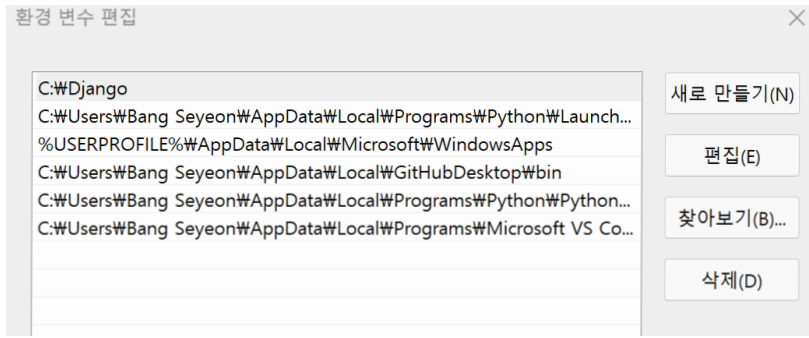 환경 변수 편집
C:₩Django
C:₩Users₩Bang Seyeon₩AppData₩Local₩Programs₩Python₩Launch...
%USERPROFILE%₩AppData₩Local₩Microsoft₩WindowsApps
C:₩Users₩Bang Seyeon₩AppData₩Local₩GitHubDesktop₩bin
C:₩Users₩Bang Seyeon₩AppData₩Local₩Programs₩Python₩Python...
C:₩Users₩Bang Seyeon₩AppData₩Local₩Programs₩Microsoft VS Co...
새로 만들기(N)
편집(E)
찾아보기(B)...
삭제(D)